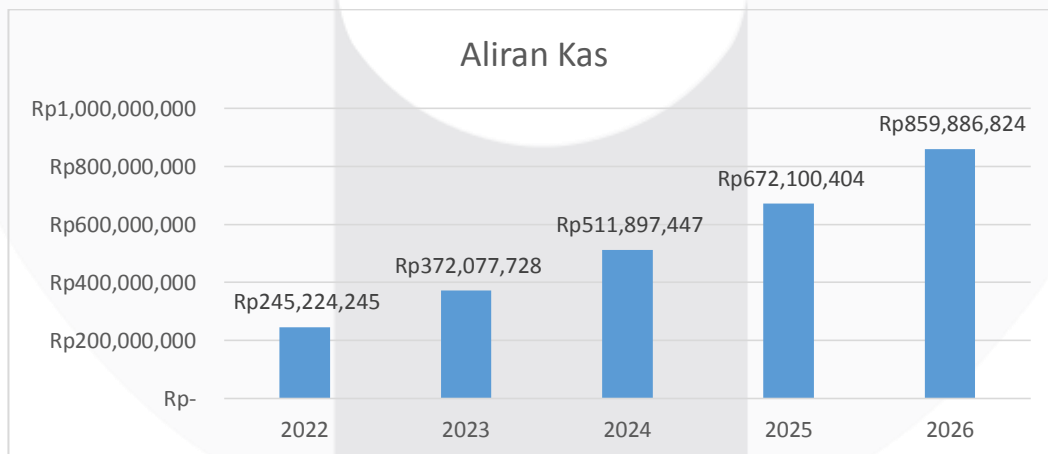 Aliran Kas
Rp1,000,000,000
Rp800,000,000
Rp600,000,000
Rp400,000,000
Rp200,000,000
Rp-
Rp245,224,245
Rp372,077,728
Rp511,897,447
Rp672,100,404
Rp859,886,824
2022 2023 2024 2025 2026